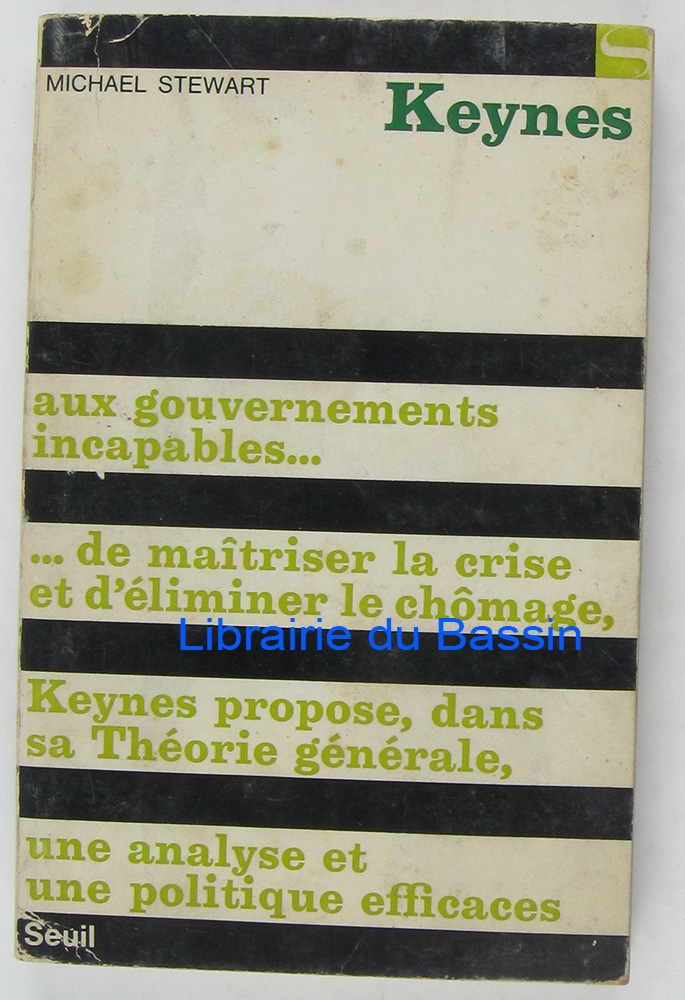 MICHAEL STEWART
Keynes
aux gouvernements
incapables...
... de maîtriser la crise
et d'éliminer le chômage,
Librairie du Bassin
Keynes propose, dans
sa Théorie générale,
une analyse et
une politique efficaces
Seuil